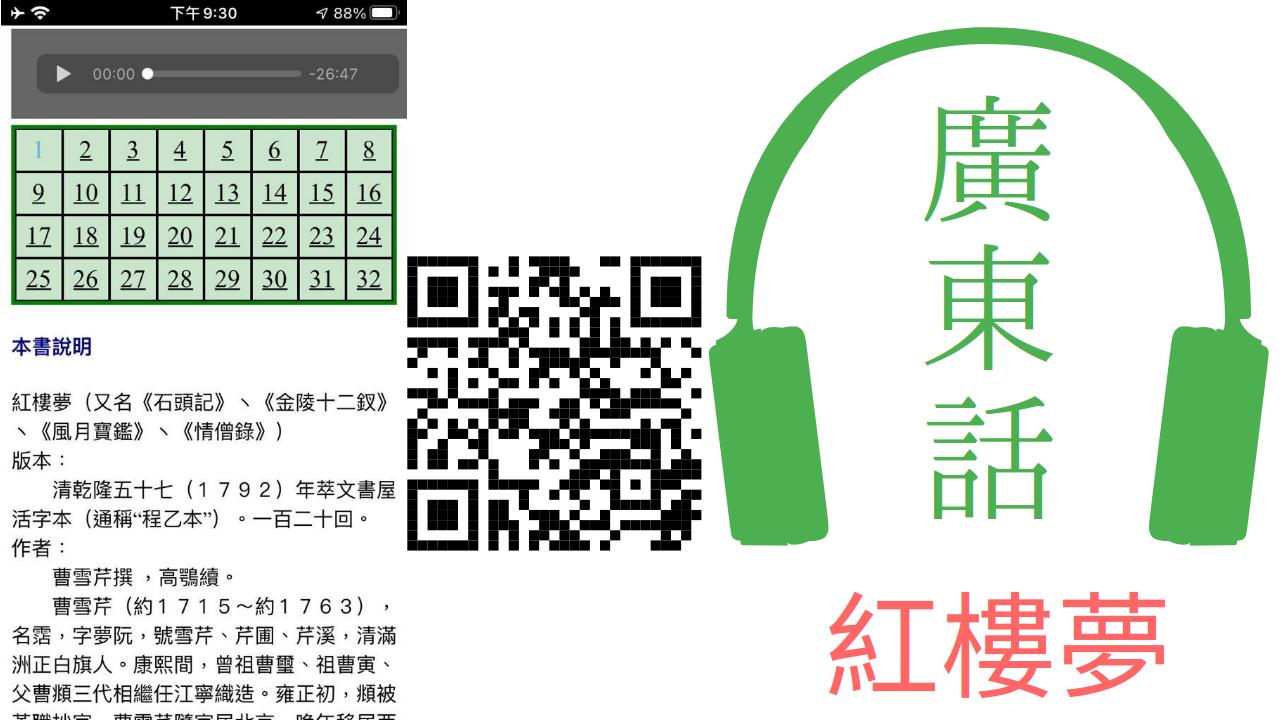 下午9:30
88%
00:00
-26:47
1 2 3 4 5 6 7 8
9 10 11 12 13 14 15 16
17 18 19 20 21 22 23 24
25 26 27 28 29 30 31 32
本書說明
紅樓夢（又名《石頭記》、《金陵十二釵》
、《風月寶鑑》、《情僧錄》）
版本：
清乾隆五十七（１７９２）年萃文書屋
活字本（通稱“程乙本”）。一百二十回。
作者：
曹雪芹撰 ，高鶚續。
曹雪芹（約１７１５～約１７６３），
名霑，字夢阮，號雪芹、芹圃、芹溪，清滿
洲正白旗人。康熙間，曾祖曹璽、祖曹寅、
父曹頫三代相繼任江寧織造。雍正初，頫被
廣東話
紅樓夢